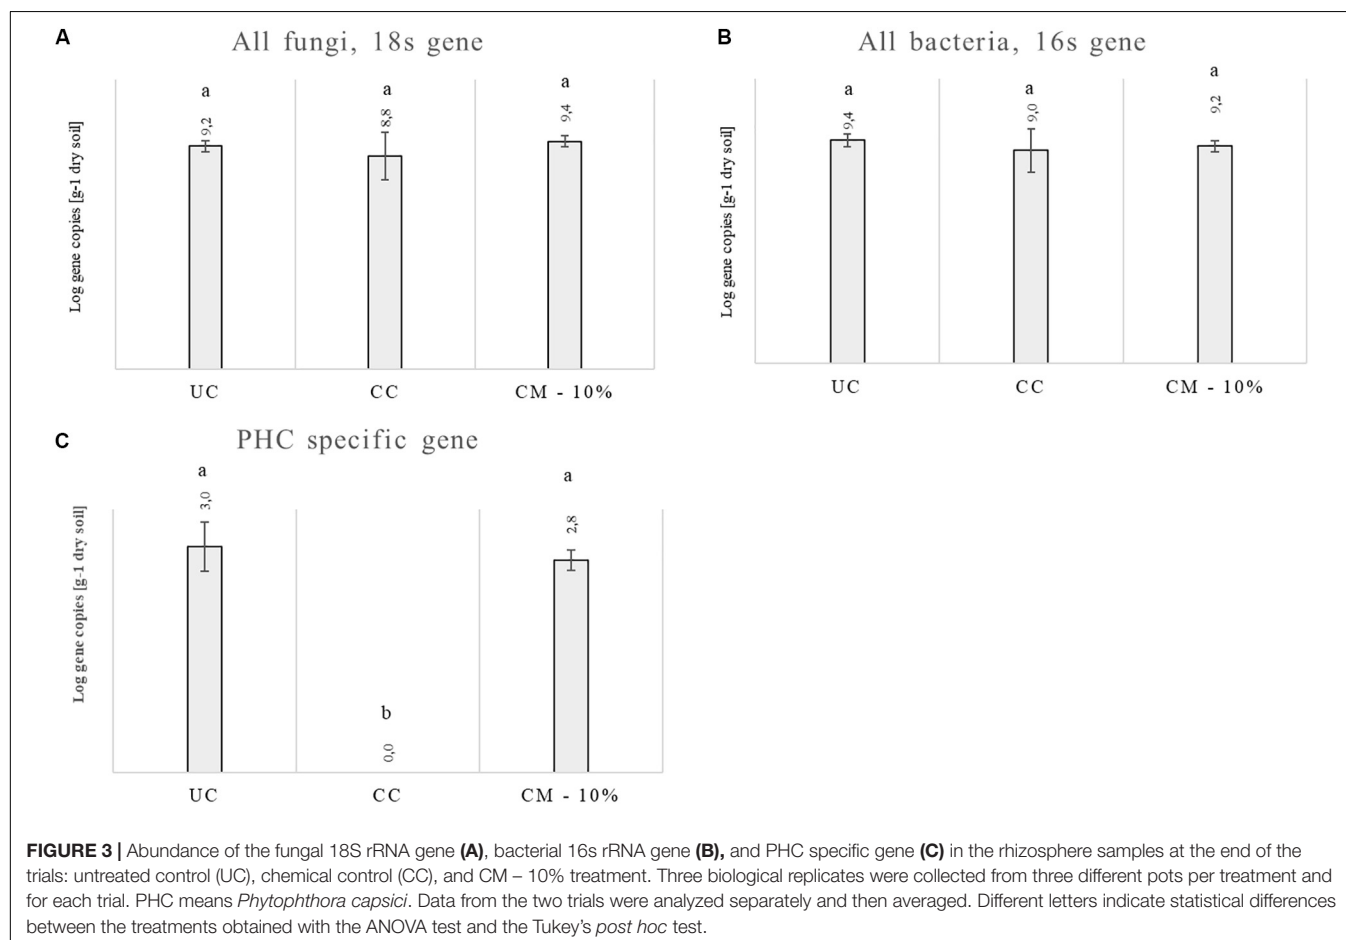 A
All fungi, 18s gene
Log gene copies [g-1 dry soil]
a
a
a
9,2
8,8
9,4
UC
CC
CM - 10%
B
All bacteria, 16s gene
Log gene copies [g-1 dry soil]
a
a
a
9,4
9,0
9,2
UC
CC
CM - 10%
C
PHC specific gene
Log gene copies [g-1 dry soil]
a
b
a
3,0
0,0
2,8
UC
CC
CM - 10%
FIGURE 3 | Abundance of the fungal 18S rRNA gene (A), bacterial 16s rRNA gene (B), and PHC specific gene (C) in the rhizosphere samples at the end of the
trials: untreated control (UC), chemical control (CC), and CM – 10% treatment. Three biological replicates were collected from three different pots per treatment and
for each trial. PHC means Phytophthora capsici. Data from the two trials were analyzed separately and then averaged. Different letters indicate statistical differences
between the treatments obtained with the ANOVA test and the Tukey's post hoc test.